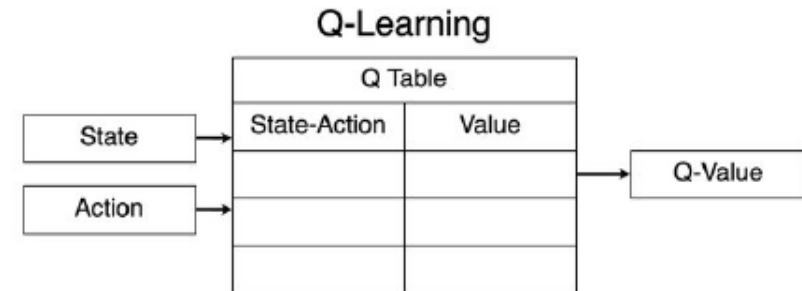 Q-Learning
Q Table
State-Action
Value
State
Action
Q-Value